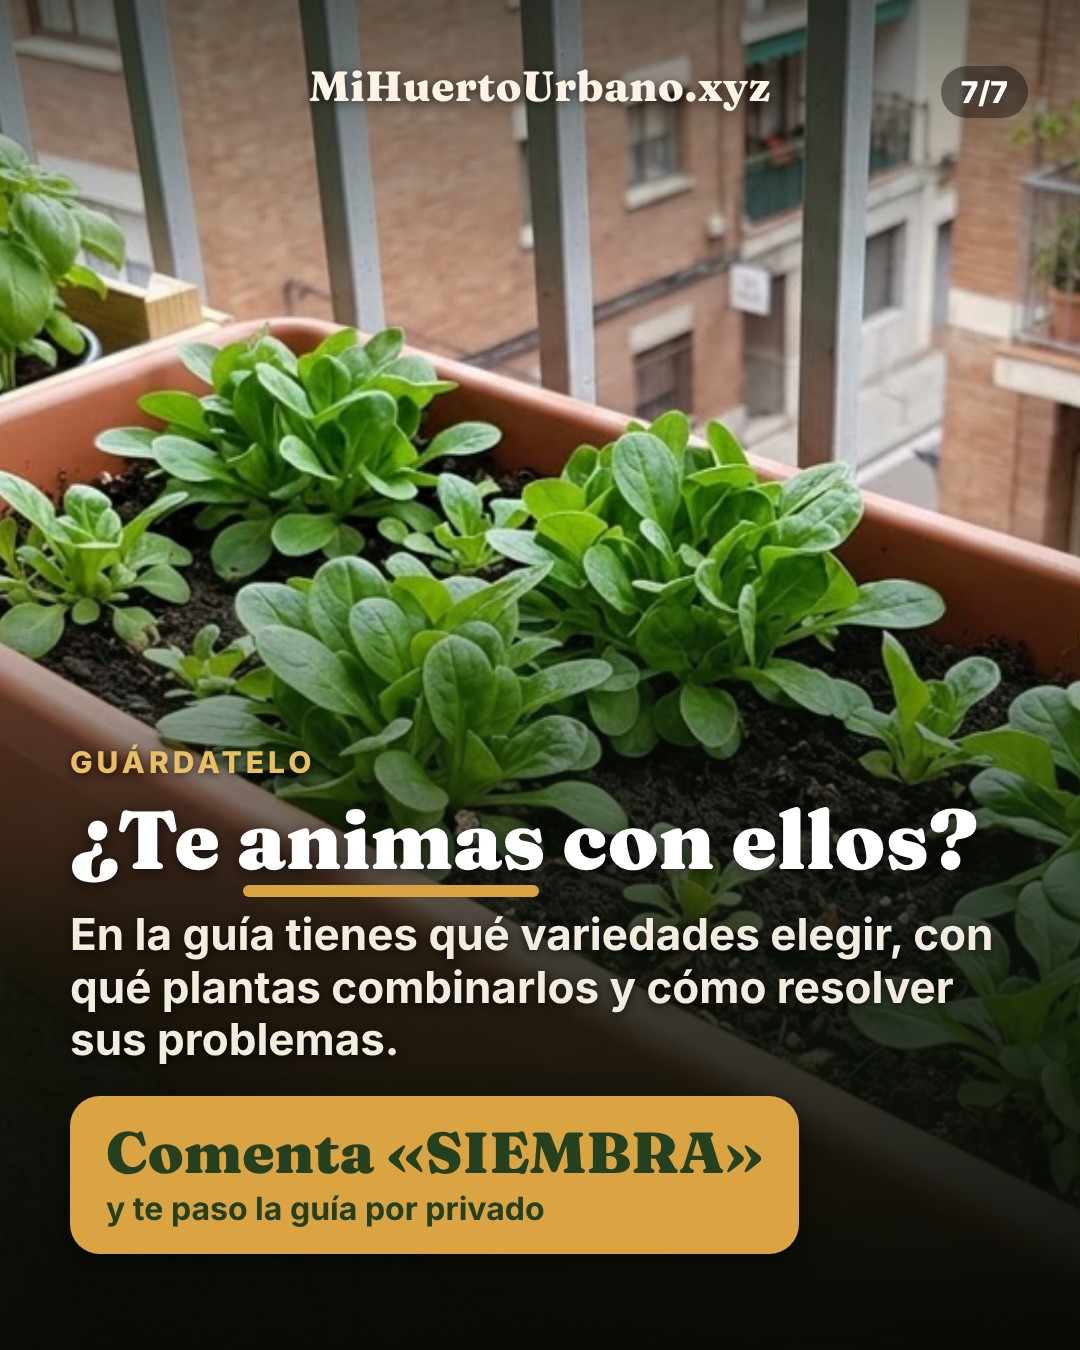 MiHuertoUrbano.xyz
7/7
GUÁRDATELO
¿Te animas con ellos?
En la guía tienes qué variedades elegir, con
qué plantas combinarlos y cómo resolver
sus problemas.
Comenta «SIEMBRA»
y te paso la guía por privado